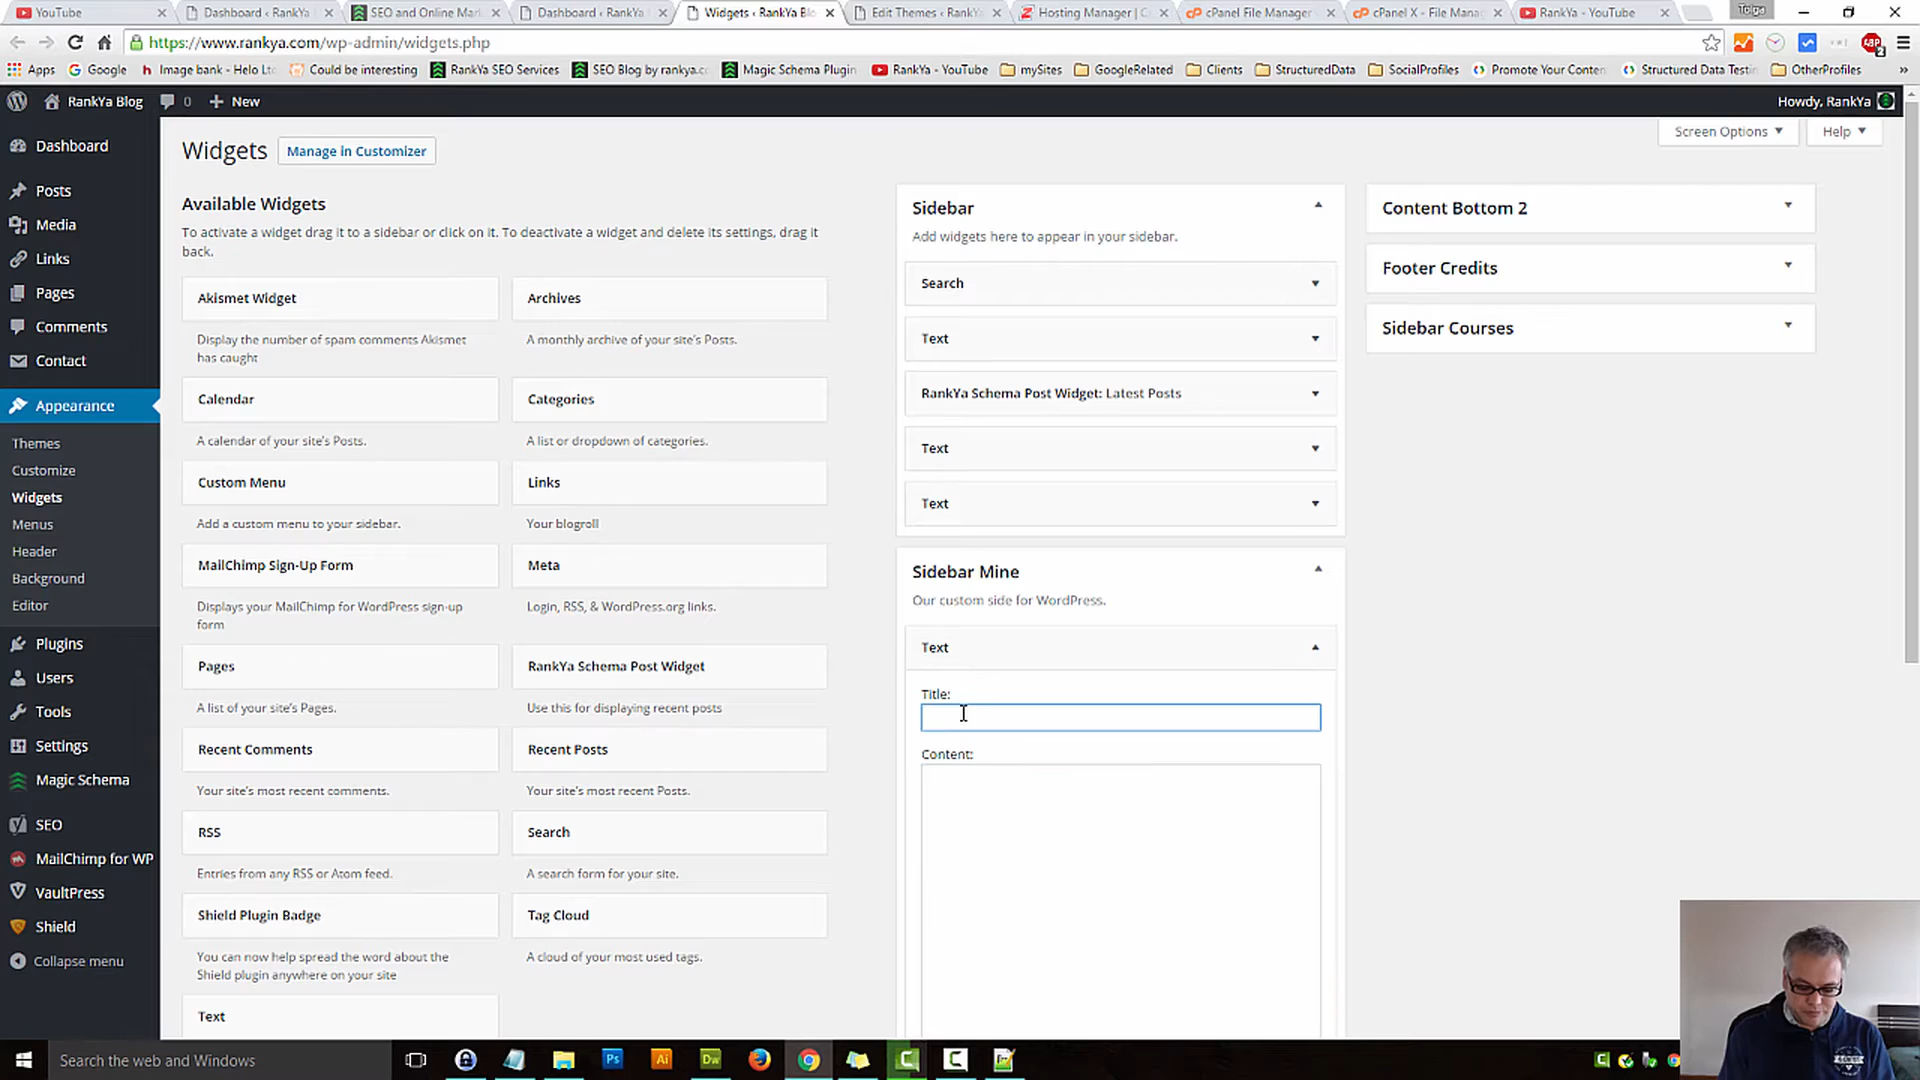 YouTube
Dashboard ‹ RankYa
SEO and Online Mark
Dashboard ‹ RankYa
Widgets ‹ RankYa Blo
Edit Themes ‹ RankYa
Hosting Manager | C
cPanel File Manager
cPanel X - File Mana
RankYa - YouTube
Tolga
https://www.rankya.com/wp-admin/widgets.php
ABP
2
Apps
Google
Image bank - Helo Lt
Could be interesting
RankYa SEO Services
SEO Blog by rankya.c
Magic Schema Plugin
RankYa - YouTube
mySites
GoogleRelated
Clients
StructuredData
SocialProfiles
Promote Your Conten
Structured Data Testi
OtherProfiles
»
RankYa Blog
0
New
Howdy, RankYa
Screen Options
Help
Dashboard
Posts
Media
Links
Pages
Comments
Contact
Appearance
Themes
Customize
Widgets
Menus
Header
Background
Editor
Plugins
Users
Tools
Settings
Magic Schema
SEO
MailChimp for WP
VaultPress
Shield
Collapse menu
Widgets
Manage in Customizer
Available Widgets
To activate a widget drag it to a sidebar or click on it. To deactivate a widget and delete its settings, drag it
back.
Akismet Widget
Display the number of spam comments Akismet
has caught
Archives
A monthly archive of your site's Posts.
Calendar
A calendar of your site's Posts.
Categories
A list or dropdown of categories.
Custom Menu
Add a custom menu to your sidebar.
Links
Your blogroll
MailChimp Sign-Up Form
Displays your MailChimp for WordPress sign-up
form
Meta
Login, RSS, & WordPress.org links.
Pages
A list of your site's Pages.
RankYa Schema Post Widget
Use this for displaying recent posts
Recent Comments
Your site's most recent comments.
Recent Posts
Your site's most recent Posts.
RSS
Entries from any RSS or Atom feed.
Search
A search form for your site.
Shield Plugin Badge
You can now help spread the word about the
Shield plugin anywhere on your site
Tag Cloud
A cloud of your most used tags.
Text
Sidebar
Add widgets here to appear in your sidebar.
Search
Text
RankYa Schema Post Widget: Latest Posts
Text
Text
Sidebar Mine
Our custom side for WordPress.
Text
Title:
Content:
Content Bottom 2
Footer Credits
Sidebar Courses
Search the web and Windows
Ps
Ai
Dw